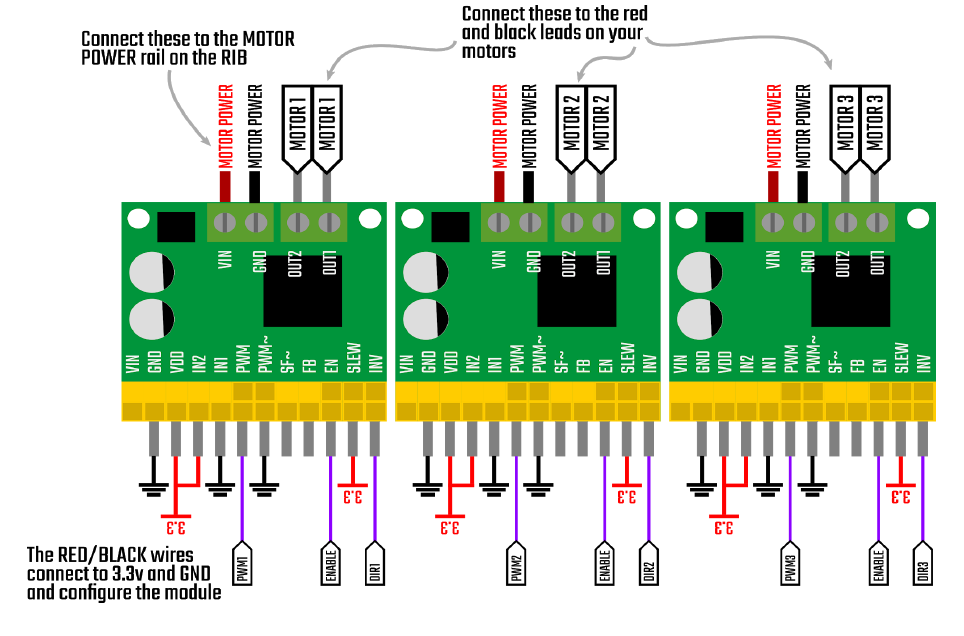 Connect these to the MOTOR
POWER rail on the RIB
Connect these to the red
and black leads on your
motors
MOTOR POWER
MOTOR POWER
MOTOR 1
MOTOR 1
MOTOR POWER
MOTOR POWER
MOTOR 2
MOTOR 2
MOTOR POWER
MOTOR POWER
MOTOR 3
MOTOR 3
VIN
GND
OUT2
OUT1
VIN
GND
OUT2
OUT1
VIN
GND
OUT2
OUT1
VIN
GND
VDD
IN2
IN1
PWM
PWM~
SF~
FB
EN
SLEW
INV
VIN
GND
VDD
IN2
IN1
PWM
PWM~
SF~
FB
EN
SLEW
INV
VIN
GND
VDD
IN2
IN1
PWM
PWM~
SF~
FB
EN
SLEW
INV
3.3
3.3
3.3
3.3
3.3
3.3
The RED/BLACK wires
connect to 3.3v and GND
and configure the module
PWM1
ENABLE
DIR1
PWM2
ENABLE
DIR2
PWM3
ENABLE
DIR3